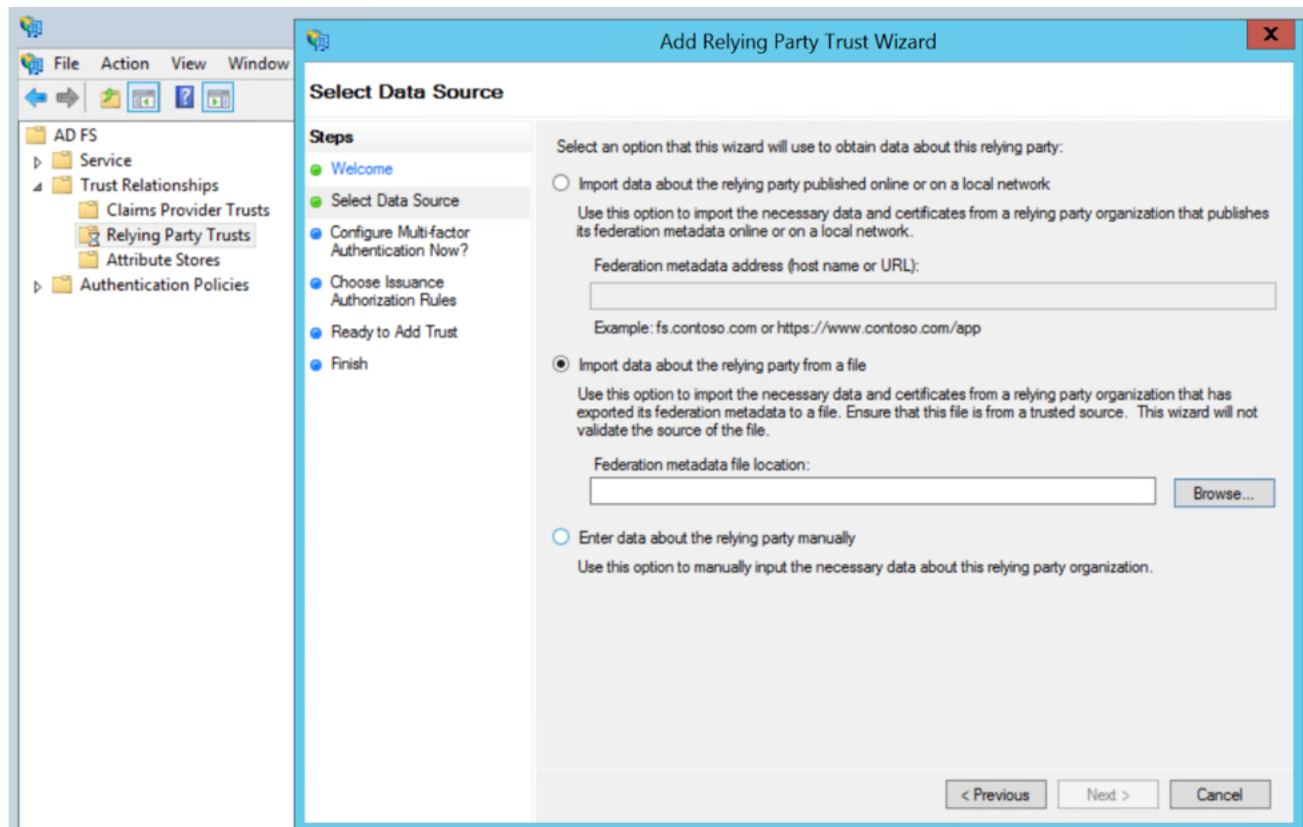 Add Relying Party Trust Wizard
X
File Action View Window
Select Data Source
AD FS
Service
Trust Relationships
Claims Provider Trusts
Relying Party Trusts
Attribute Stores
Authentication Policies
Steps
Welcome
Select Data Source
Configure Multi-factor
Authentication Now?
Choose Issuance
Authorization Rules
Ready to Add Trust
Finish
Select an option that this wizard will use to obtain data about this relying party:
Import data about the relying party published online or on a local network
Use this option to import the necessary data and certificates from a relying party organization that publishes
its federation metadata online or on a local network.
Federation metadata address (host name or URL):
Example: fs.contoso.com or https://www.contoso.com/app
Import data about the relying party from a file
Use this option to import the necessary data and certificates from a relying party organization that has
exported its federation metadata to a file. Ensure that this file is from a trusted source. This wizard will not
validate the source of the file.
Federation metadata file location:
Browse...
Enter data about the relying party manually
Use this option to manually input the necessary data about this relying party organization.
< Previous
Next >
Cancel